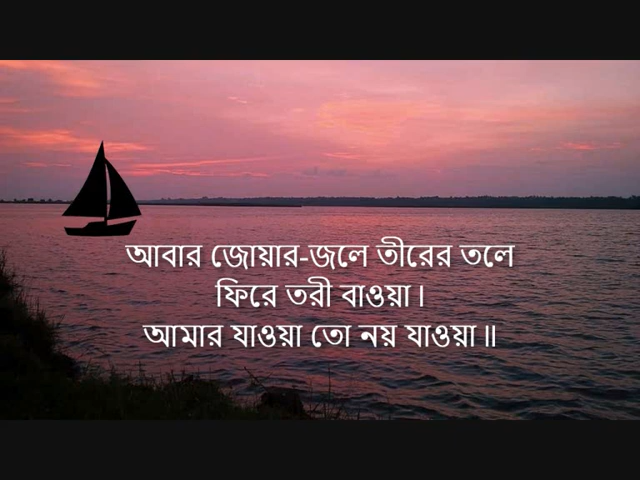 আবার জোয়ার-জলে তীরের তলে
ফিরে তরী বাওয়া।
আমার যাওয়া তো নয় যাওয়া॥